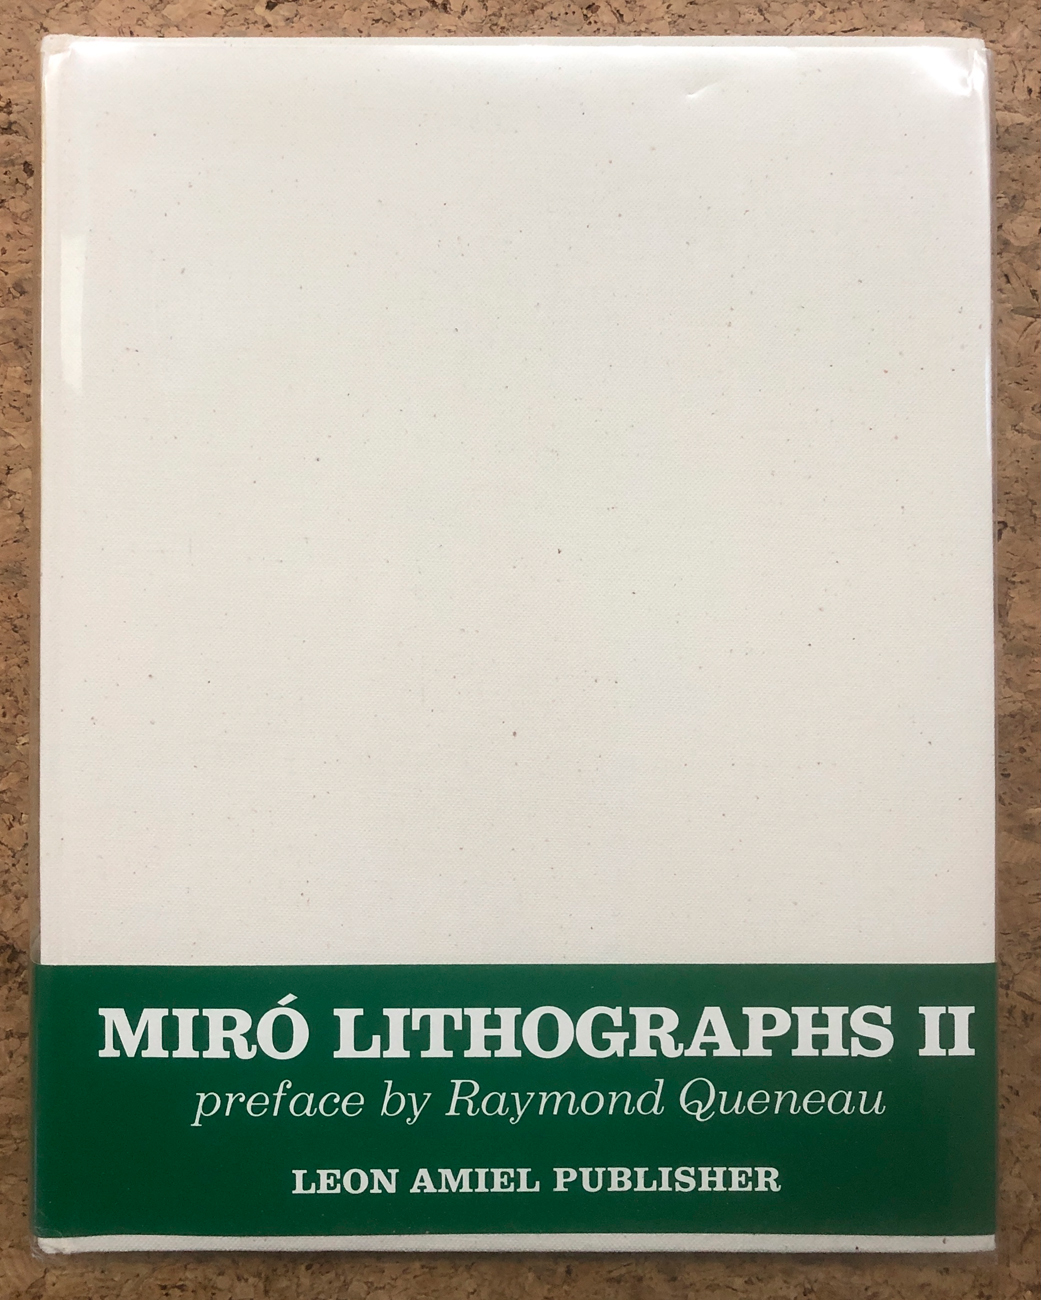 MIRÓ LITHOGRAPHS II
preface by Raymond Queneau
LEON AMIEL PUBLISHER